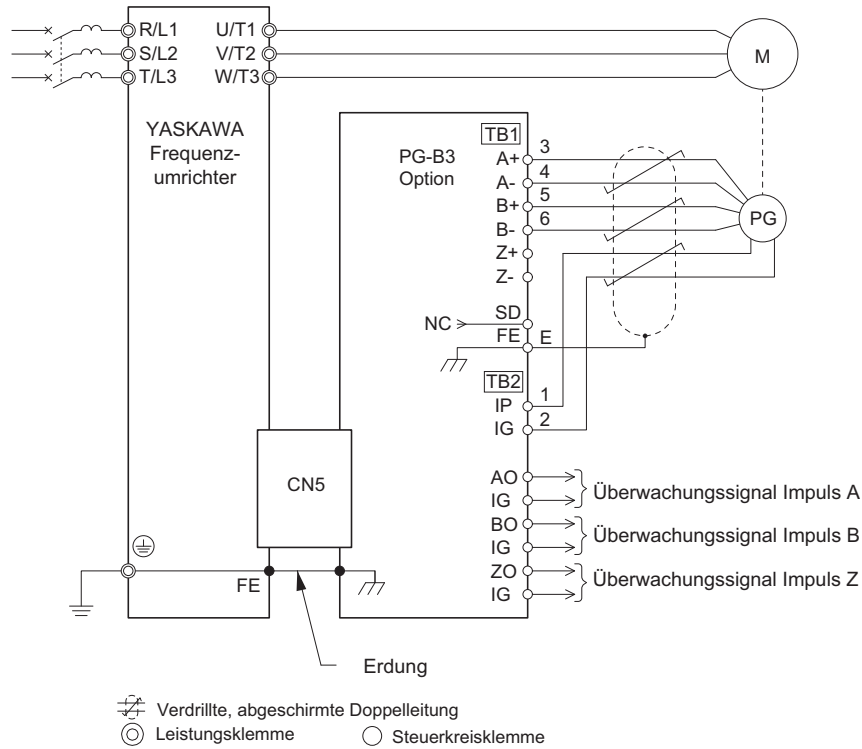 R/L1 U/T1
S/L2 V/T2
T/L3 W/T3
M
YASKAWA
Frequenz-
umrichter
PG-B3
Option
TB1
A+ 3
A- 4
B+ 5
B- 6
Z+
Z-
PG
NC SD
FE E
TB2
IP 1
IG 2
CN5
AO
IG
Überwachungssignal Impuls A
BO
IG
Überwachungssignal Impuls B
ZO
IG
Überwachungssignal Impuls Z
FE
Erdung
Verdrillte, abgeschirmte Doppelleitung
Leistungsklemme Steuerkreisklemme